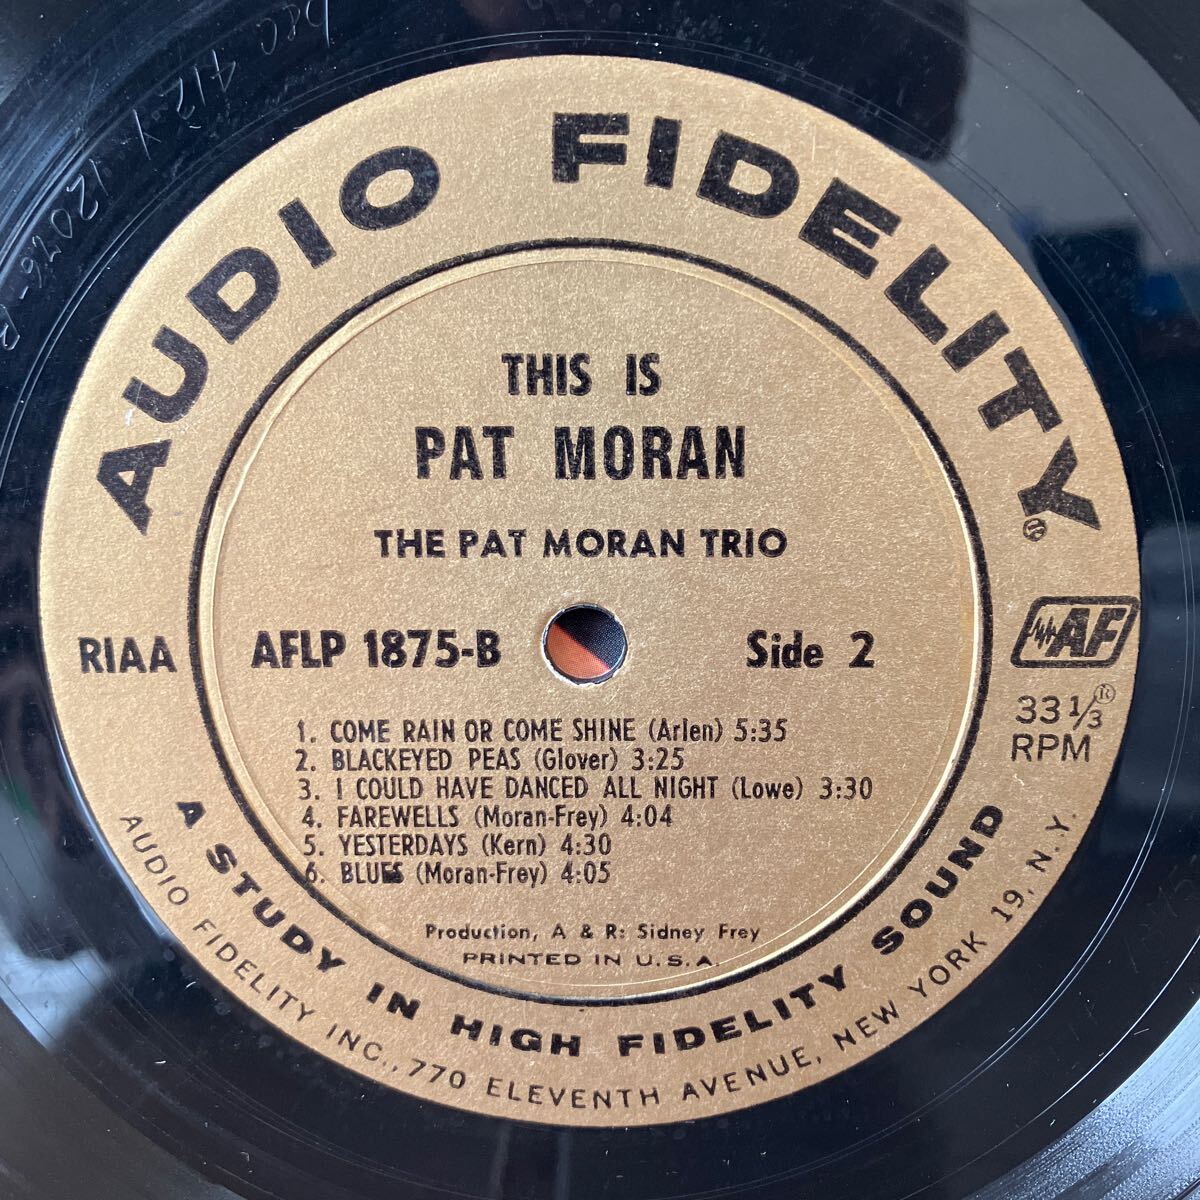 AUDIO FIDELITY®
THIS IS
PAT MORAN
THE PAT MORAN TRIO
RIAA
AFLP 1875-B
Side 2
AF®
33 1/3
RPM
1. COME RAIN OR COME SHINE (Arlen) 5:35
2. BLACKEYED PEAS (Glover) 3:25
3. I COULD HAVE DANCED ALL NIGHT (Lowe) 3:30
4. FAREWELLS (Moran-Frey) 4:04
5. YESTERDAYS (Kern) 4:30
6. BLUES (Moran-Frey) 4:05
Production, A & R: Sidney Frey
PRINTED IN U.S.A.
A STUDY IN HIGH FIDELITY SOUND
AUDIO FIDELITY INC., 770 ELEVENTH AVENUE, NEW YORK 19, N.Y.